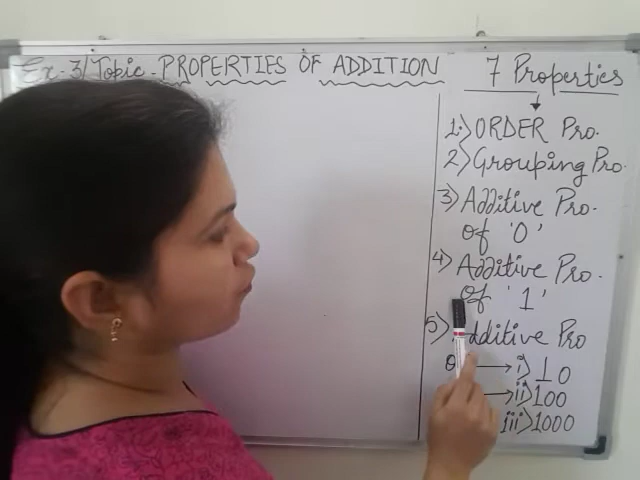 Ex-3/Topic-PROPERTIES OF ADDITION
7 Properties
1.) ORDER Pro.
2) Grouping Pro.
3) Additive Pro.
of '0'
4) Additive Pro.
of '1'
5) Additive Pro
→ i) 10
→ ii) 100
iii) 1000